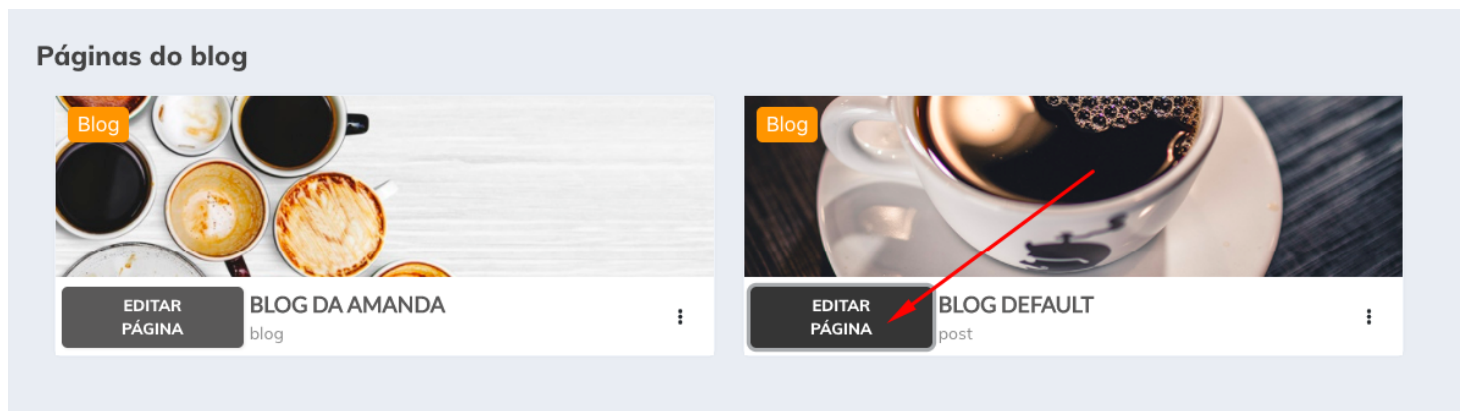 Páginas do blog
Blog
EDITAR
PÁGINA
BLOG DA AMANDA
blog
Blog
EDITAR
PÁGINA
BLOG DEFAULT
post